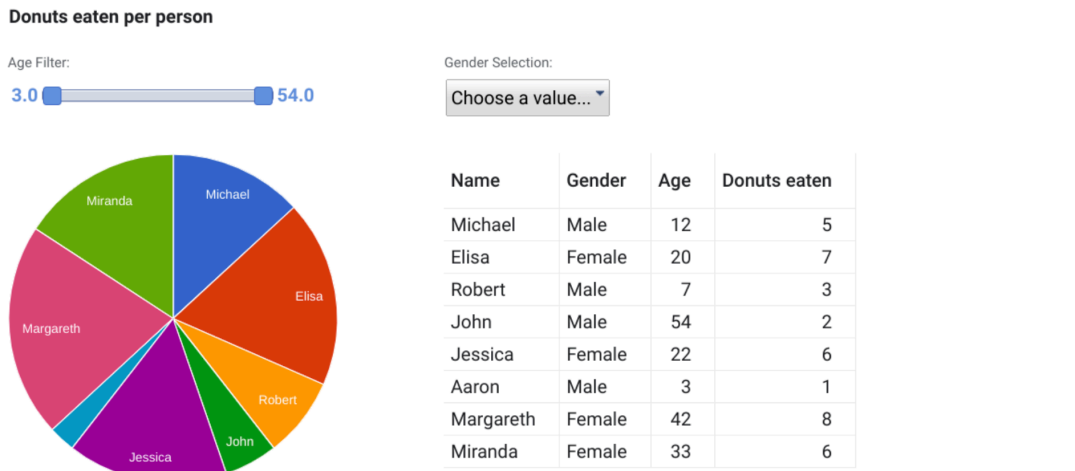 Donuts eaten per person
Age Filter:
3.0 54.0
Gender Selection:
Choose a value...
Miranda
Michael
Elisa
Margareth
Robert
John
Jessica
Name Gender Age Donuts eaten
Michael Male 12 5
Elisa Female 20 7
Robert Male 7 3
John Male 54 2
Jessica Female 22 6
Aaron Male 3 1
Margareth Female 42 8
Miranda Female 33 6